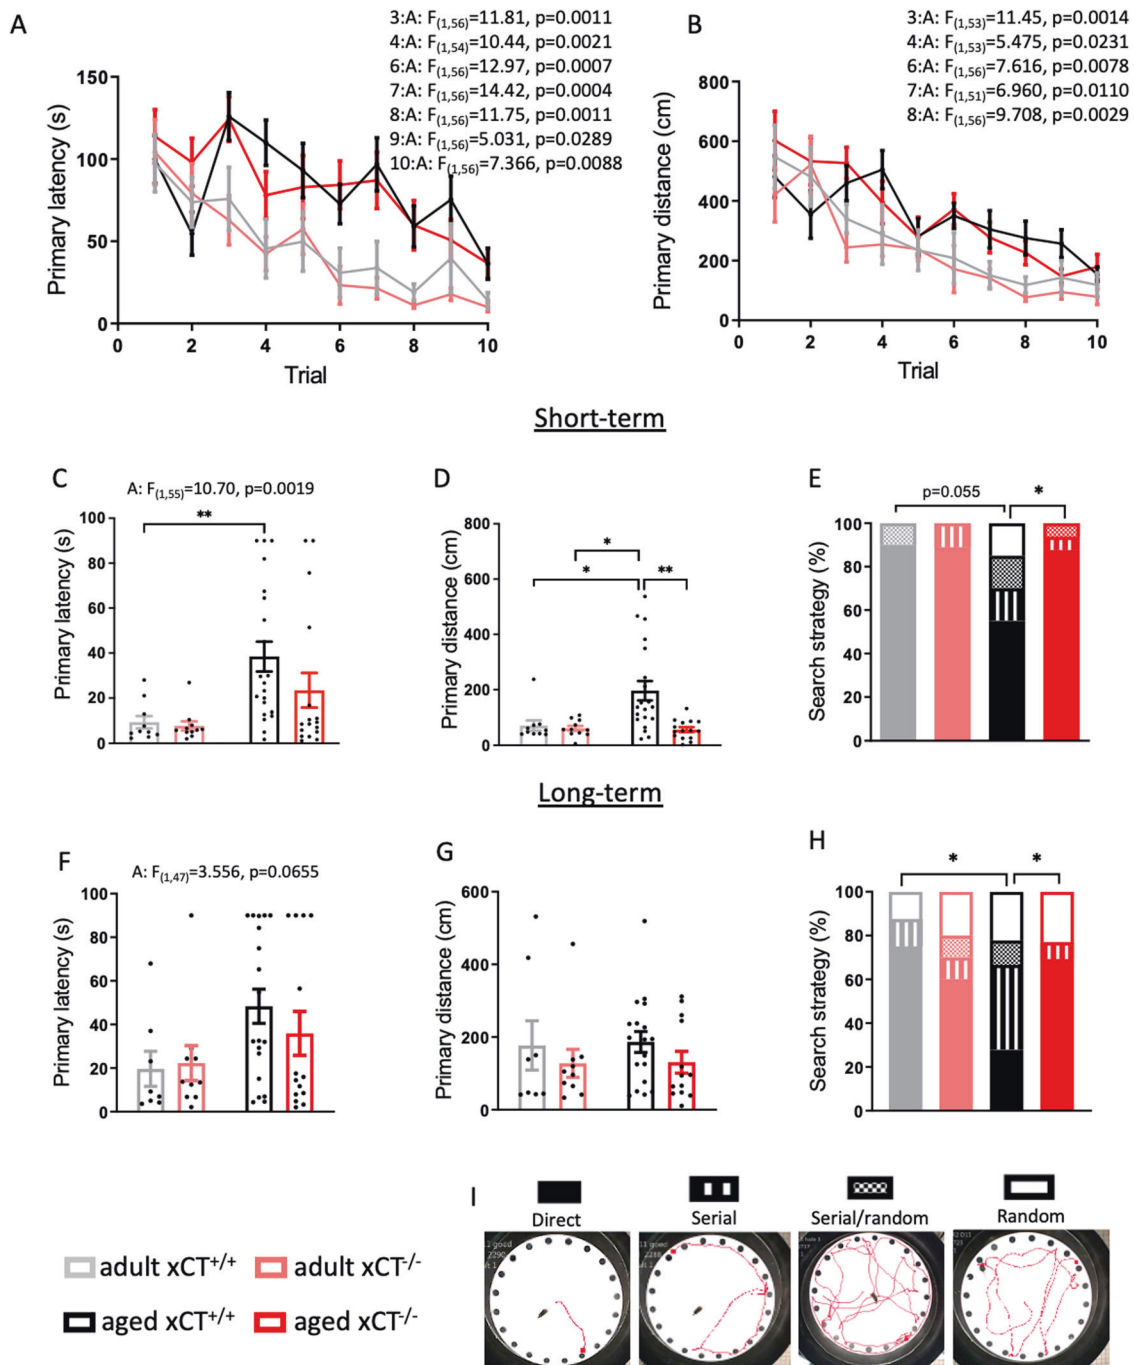 A
3:A: F(1,56)=11.81, p=0.0011
4:A: F(1,54)=10.44, p=0.0021
6:A: F(1,56)=12.97, p=0.0007
7:A: F(1,56)=14.42, p=0.0004
8:A: F(1,56)=11.75, p=0.0011
9:A: F(1,56)=5.031, p=0.0289
10:A: F(1,56)=7.366, p=0.0088
Primary latency (s)
150
100
50
0
0 2 4 6 8 10
Trial
B
3:A: F(1,53)=11.45, p=0.0014
4:A: F(1,53)=5.475, p=0.0231
6:A: F(1,56)=7.616, p=0.0078
7:A: F(1,51)=6.960, p=0.0110
8:A: F(1,56)=9.708, p=0.0029
Primary distance (cm)
800
600
400
200
0
0 2 4 6 8 10
Trial
Short-term
C
A: F(1,55)=10.70, p=0.0019
**
Primary latency (s)
100
80
60
40
20
0
D
*
* **
Primary distance (cm)
800
600
400
200
0
E
p=0.055 *
Search strategy (%)
100
80
60
40
20
0
Long-term
F
A: F(1,47)=3.556, p=0.0655
Primary latency (s)
100
80
60
40
20
0
G
Primary distance (cm)
600
400
200
0
H
* *
Search strategy (%)
100
80
60
40
20
0
I
Direct Serial Serial/random Random
adult xCT+/+ adult xCT-/-
aged xCT+/+ aged xCT-/-